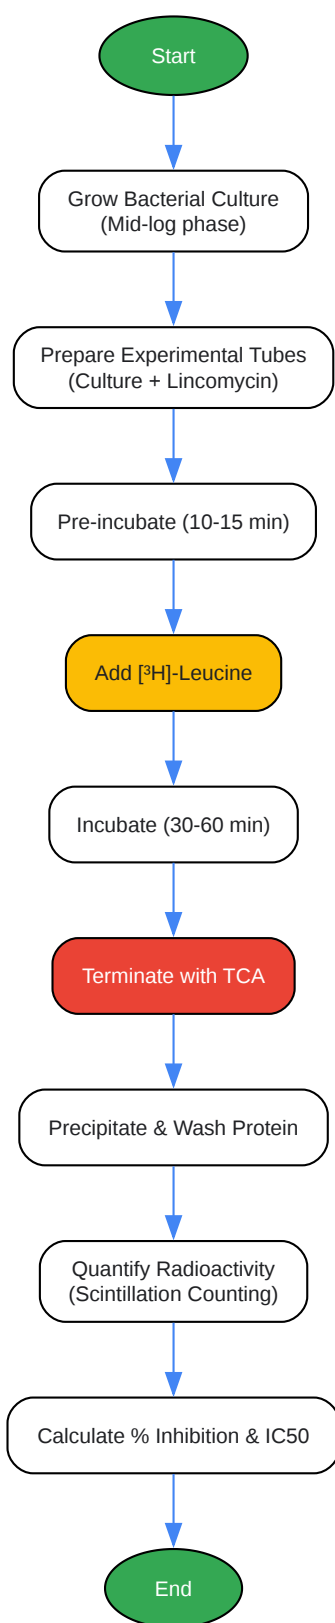 Start
Grow Bacterial Culture
(Mid-log phase)
Prepare Experimental Tubes
(Culture + Lincomycin)
Pre-incubate (10-15 min)
Add [³H]-Leucine
Incubate (30-60 min)
Terminate with TCA
Precipitate & Wash Protein
Quantify Radioactivity
(Scintillation Counting)
Calculate % Inhibition & IC50
End